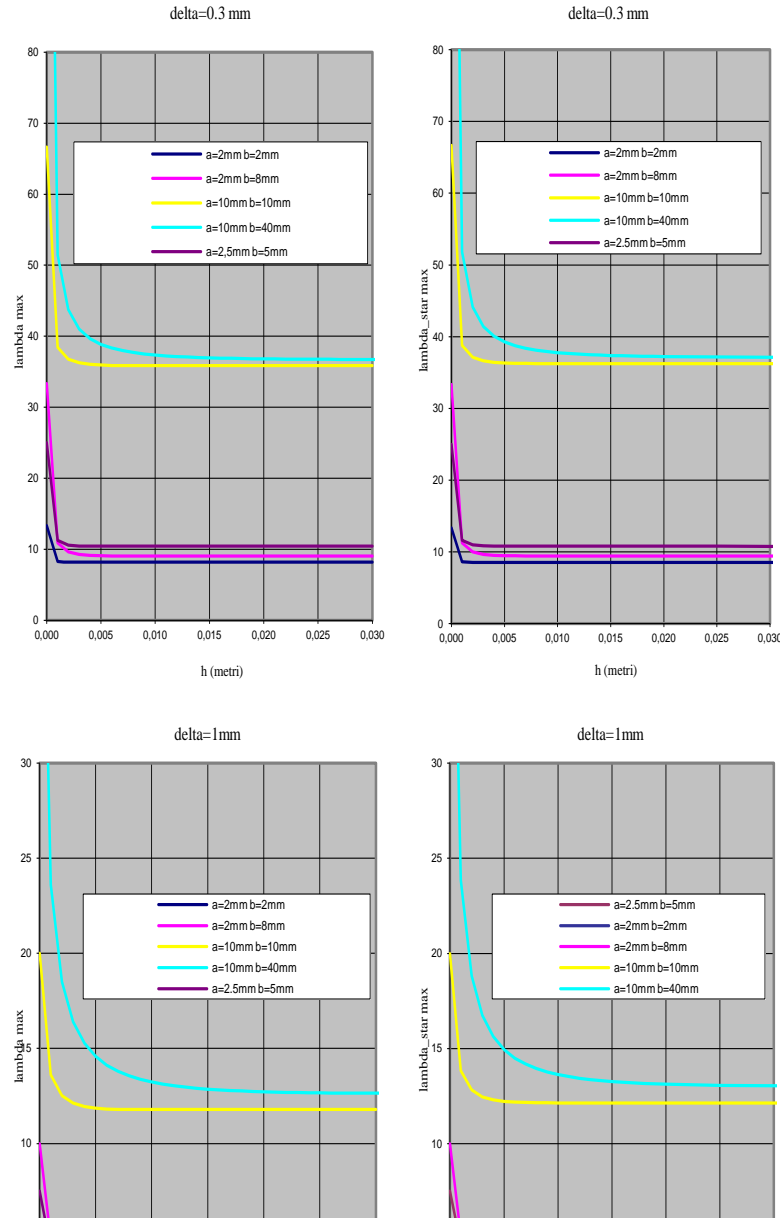 delta=0.3 mm
80
70
60
50
40
30
20
10
0
lambda max
a=2mm b=2mm
a=2mm b=8mm
a=10mm b=10mm
a=10mm b=40mm
a=2,5mm b=5mm
0,000 0,005 0,010 0,015 0,020 0,025 0,030
h (metri)
delta=0.3 mm
80
70
60
50
40
30
20
10
0
lambda_star max
a=2mm b=2mm
a=2mm b=8mm
a=10mm b=10mm
a=10mm b=40mm
a=2.5mm b=5mm
0,000 0,005 0,010 0,015 0,020 0,025 0,030
h (metri)
delta=1mm
30
25
20
15
10
lambda max
a=2mm b=2mm
a=2mm b=8mm
a=10mm b=10mm
a=10mm b=40mm
a=2.5mm b=5mm
delta=1mm
30
25
20
15
10
lambda_star max
a=2.5mm b=5mm
a=2mm b=2mm
a=2mm b=8mm
a=10mm b=10mm
a=10mm b=40mm